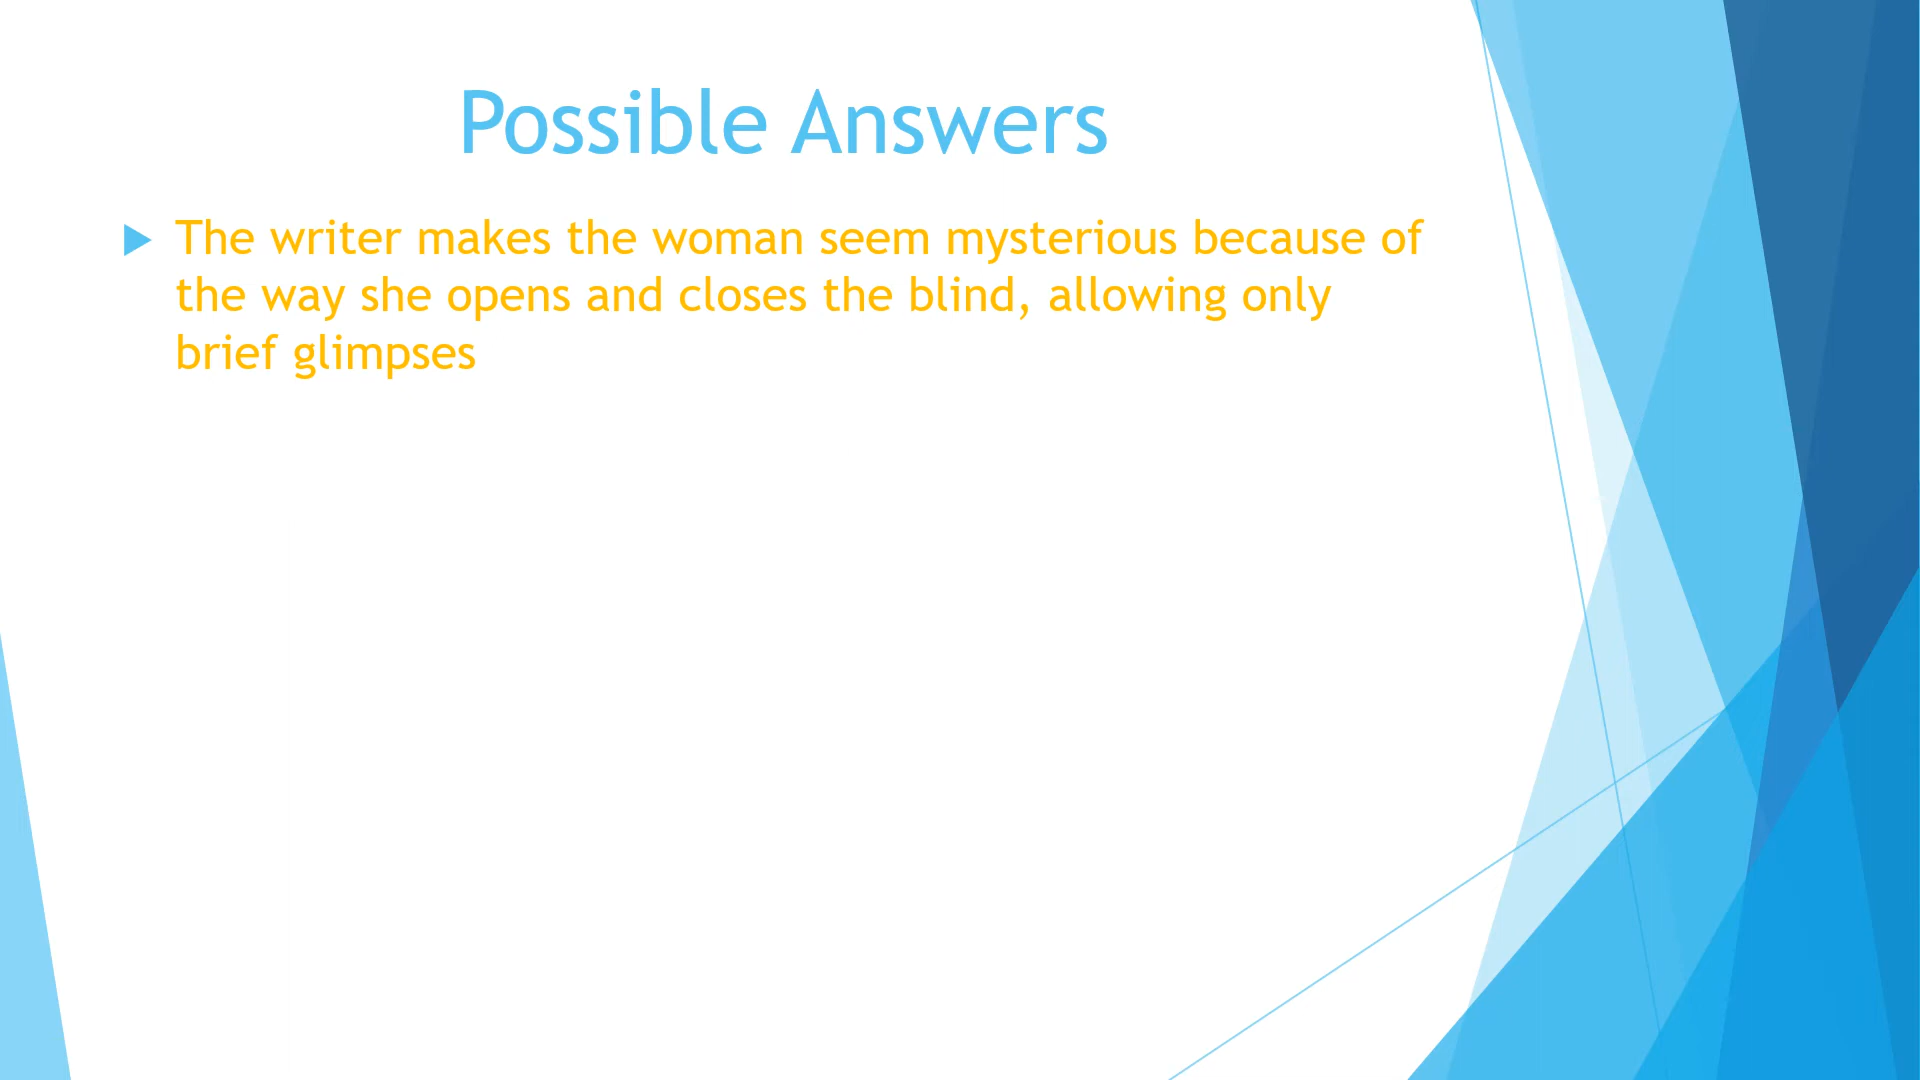 Possible Answers
The writer makes the woman seem mysterious because of
the way she opens and closes the blind, allowing only
brief glimpses